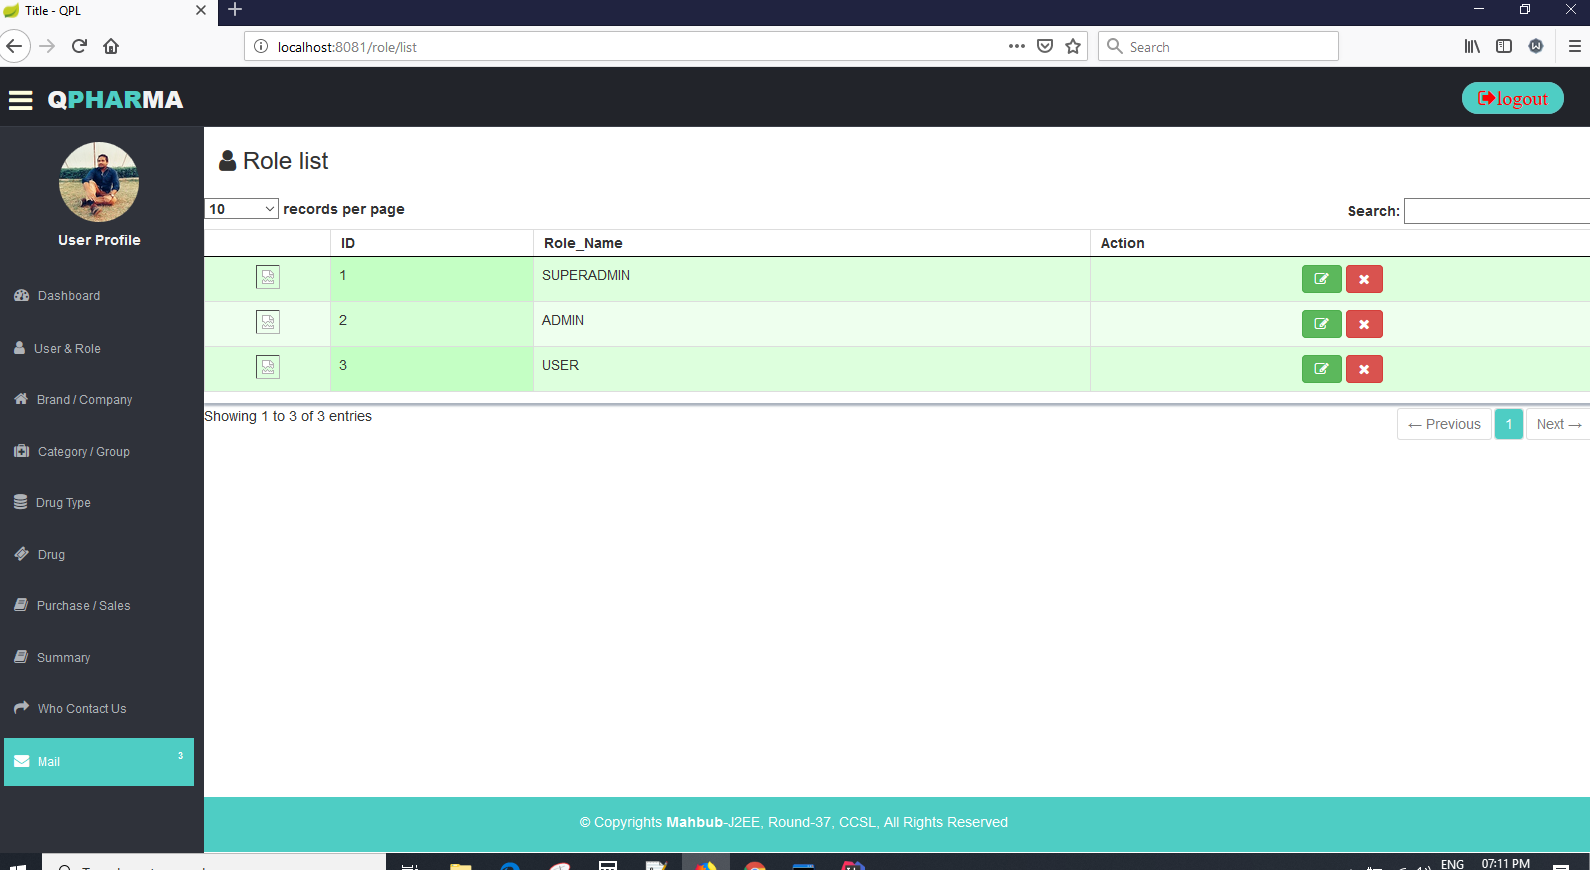 Title - QPL
localhost:8081/role/list
Search
QPHARMA
logout
User Profile
Dashboard
User & Role
Brand / Company
Category / Group
Drug Type
Drug
Purchase / Sales
Summary
Who Contact Us
Mail 3
Role list
10 records per page
Search:
ID Role_Name Action
1 SUPERADMIN
2 ADMIN
3 USER
Showing 1 to 3 of 3 entries
← Previous 1 Next →
© Copyrights Mahbub-J2EE, Round-37, CCSL, All Rights Reserved
ENG 07:11 PM